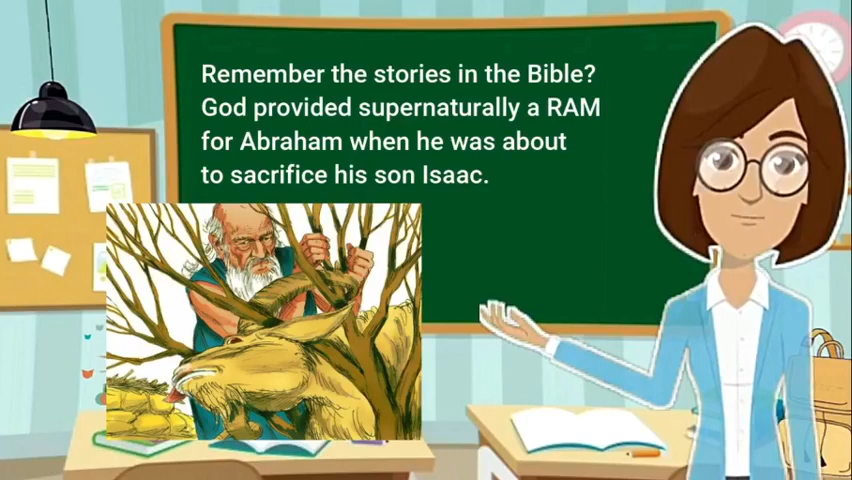 Remember the stories in the Bible?
God provided supernaturally a RAM
for Abraham when he was about
to sacrifice his son Isaac.